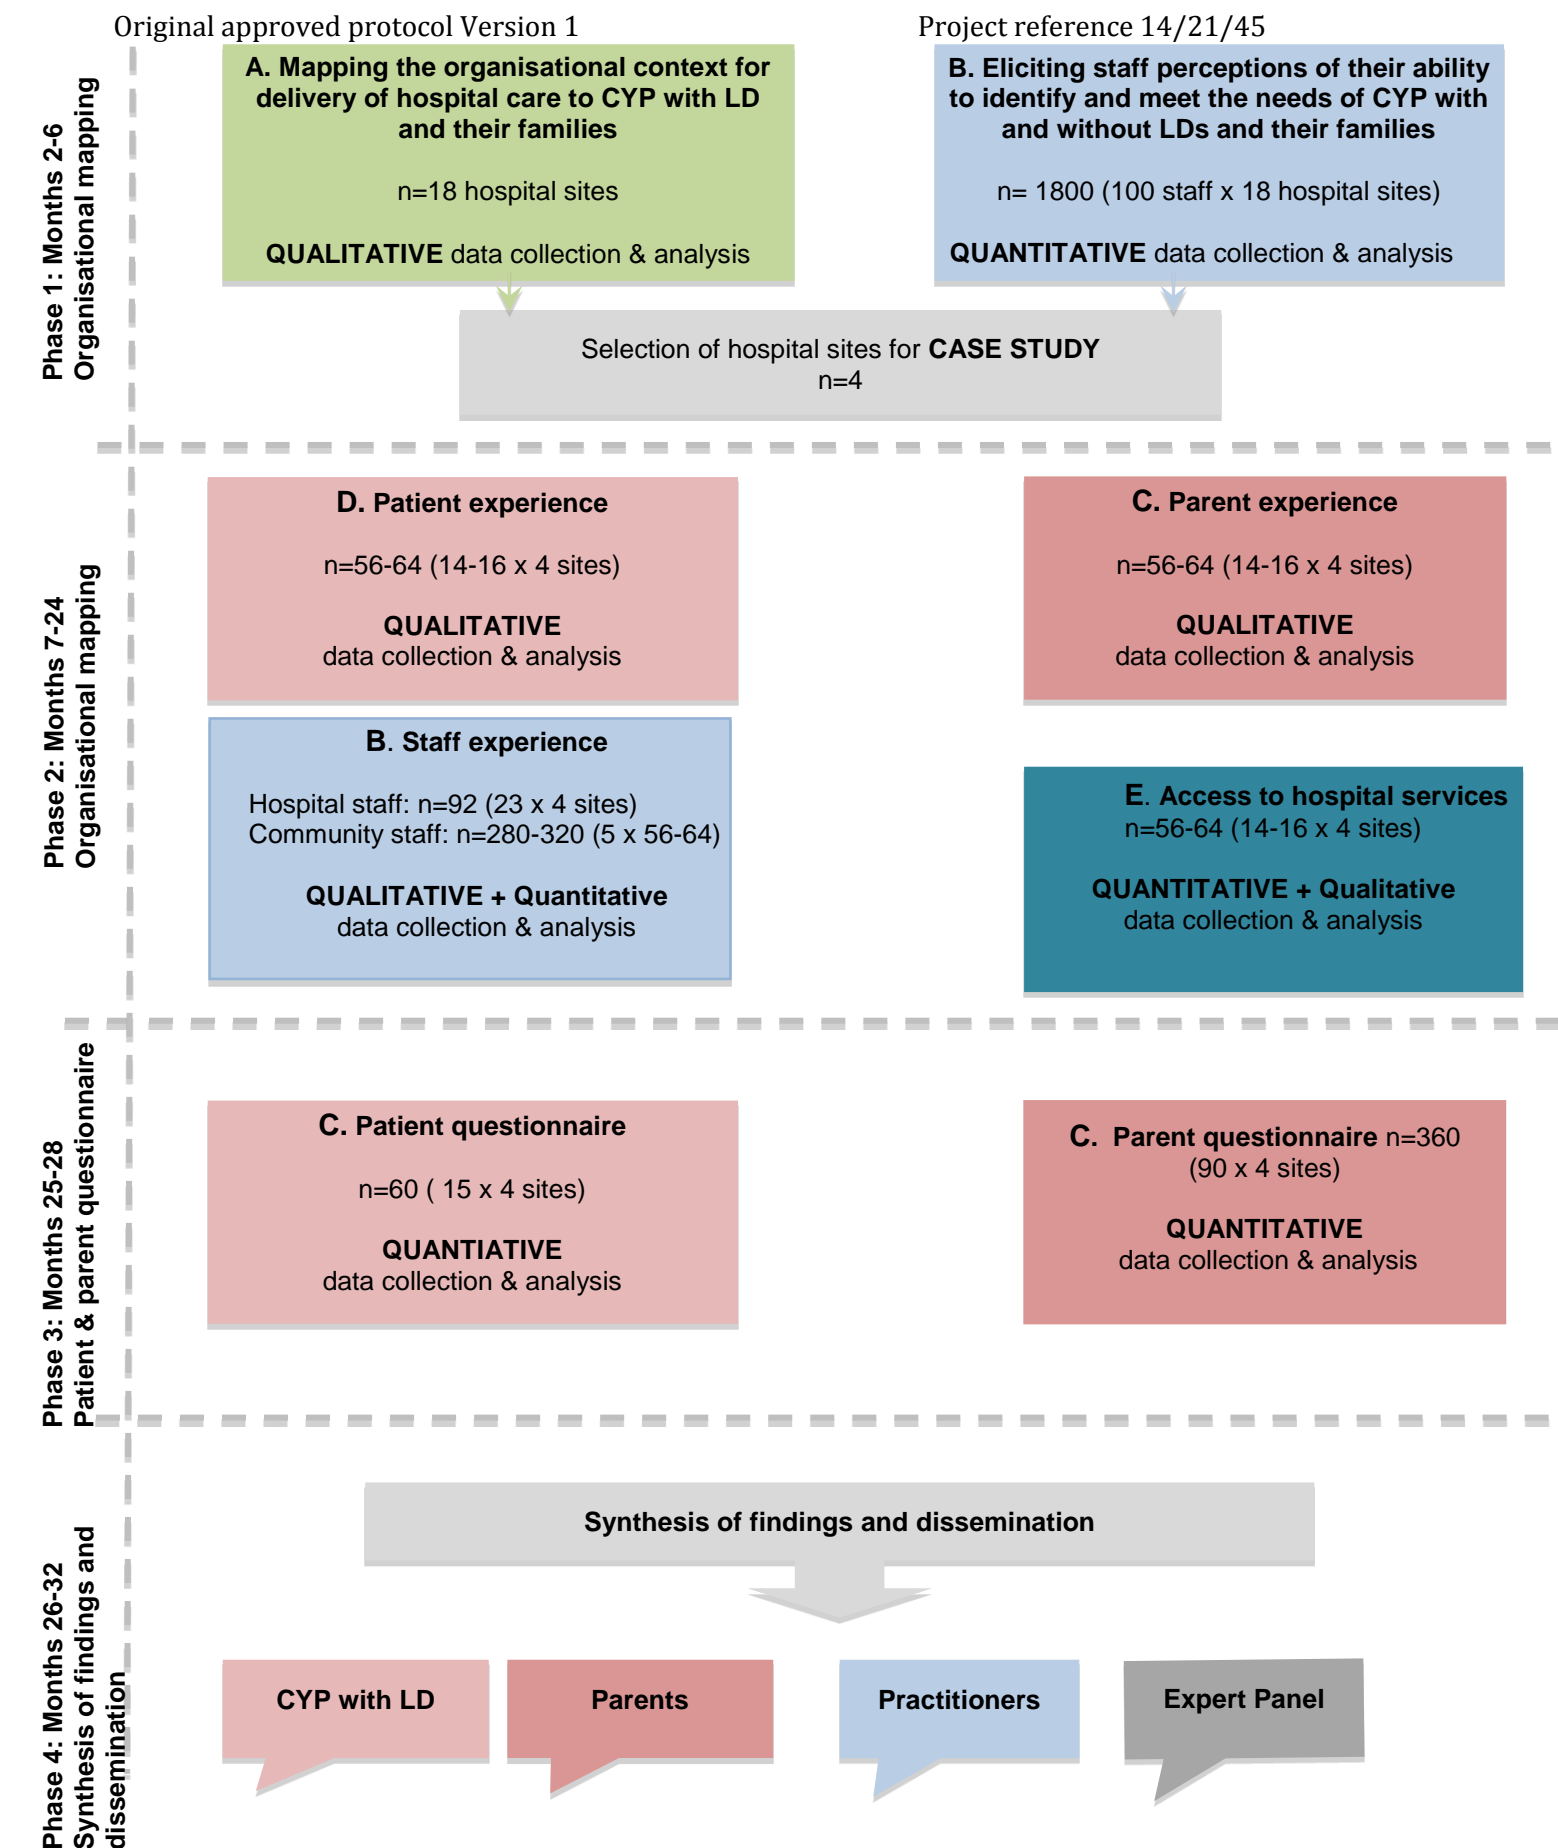 Original approved protocol Version 1
Project reference 14/21/45
Phase 1: Months 2-6
Organisational mapping
A. Mapping the organisational context for
delivery of hospital care to CYP with LD
and their families
n=18 hospital sites
QUALITATIVE data collection & analysis
B. Eliciting staff perceptions of their ability
to identify and meet the needs of CYP with
and without LDs and their families
n= 1800 (100 staff x 18 hospital sites)
QUANTITATIVE data collection & analysis
Selection of hospital sites for CASE STUDY
n=4
Phase 2: Months 7-24
Organisational mapping
D. Patient experience
n=56-64 (14-16 x 4 sites)
QUALITATIVE
data collection & analysis
C. Parent experience
n=56-64 (14-16 x 4 sites)
QUALITATIVE
data collection & analysis
B. Staff experience
Hospital staff: n=92 (23 x 4 sites)
Community staff: n=280-320 (5 x 56-64)
QUALITATIVE + Quantitative
data collection & analysis
E. Access to hospital services
n=56-64 (14-16 x 4 sites)
QUANTITATIVE + Qualitative
data collection & analysis
Phase 3: Months 25-28
Patient & parent questionnaire
C. Patient questionnaire
n=60 ( 15 x 4 sites)
QUANTIATIVE
data collection & analysis
C. Parent questionnaire n=360
(90 x 4 sites)
QUANTITATIVE
data collection & analysis
Phase 4: Months 26-32
Synthesis of findings and
dissemination
Synthesis of findings and dissemination
CYP with LD
Parents
Practitioners
Expert Panel